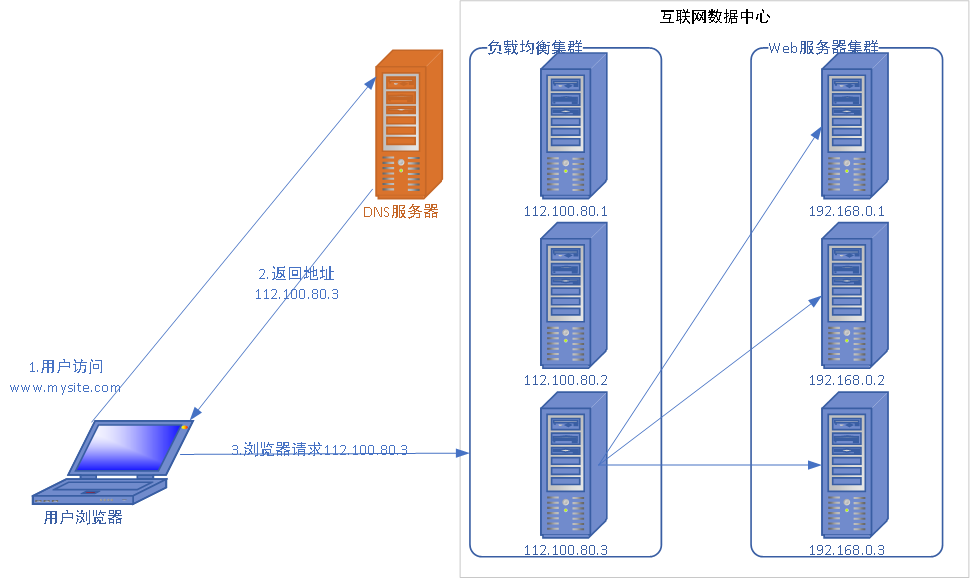 互联网数据中心
负载均衡集群
Web服务器集群
112.100.80.1
192.168.0.1
DNS服务器
2.返回地址
112.100.80.3
1.用户访问
www.mysite.com
112.100.80.2
192.168.0.2
3.浏览器请求112.100.80.3
用户浏览器
112.100.80.3
192.168.0.3